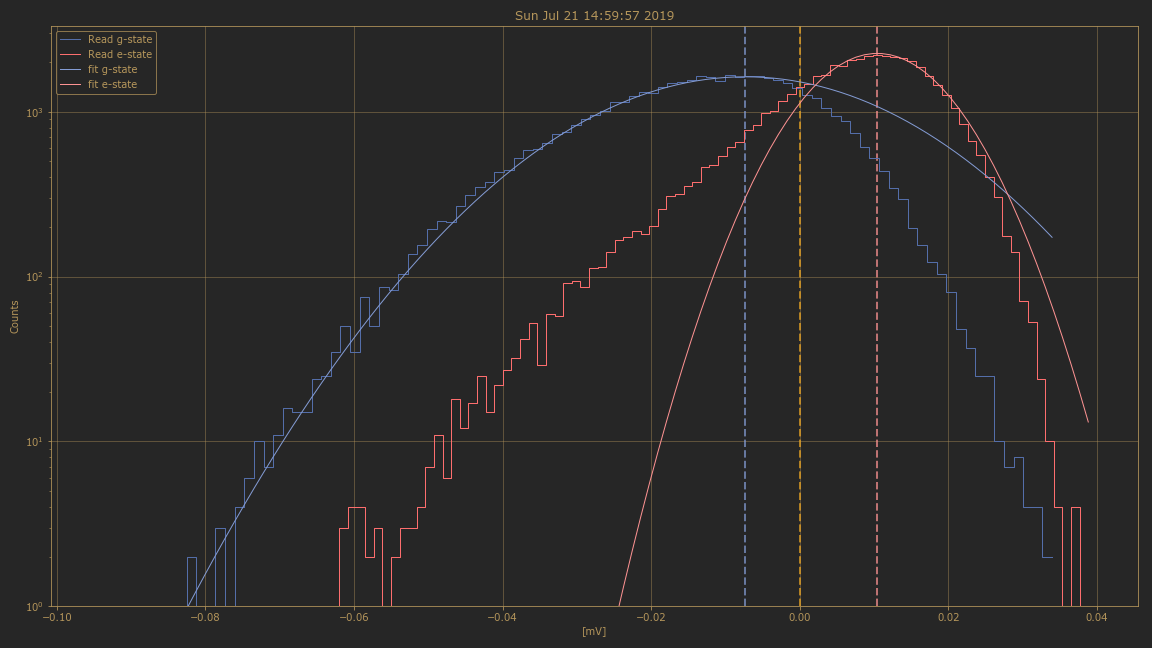 Sun Jul 21 14:59:57 2019
Read g-state
Read e-state
fit g-state
fit e-state
Counts
10³
10²
10¹
10⁰
−0.10 −0.08 −0.06 −0.04 −0.02 0.00 0.02 0.04
[mV]